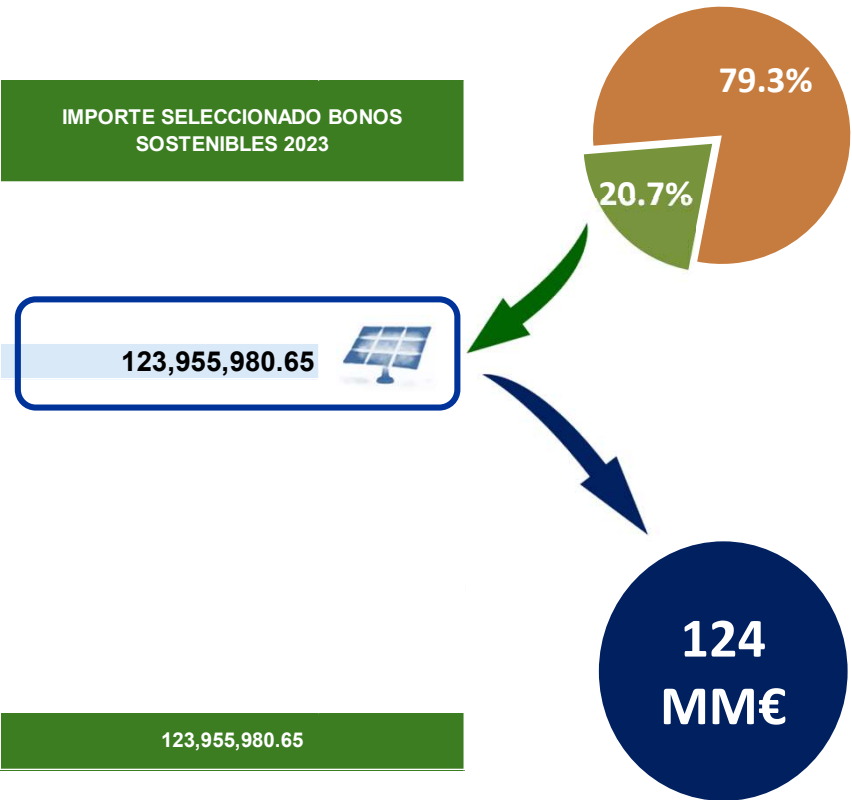 79.3%
IMPORTE SELECCIONADO BONOS
SOSTENIBLES 2023
20.7%
123,955,980.65
124
MM€
123,955,980.65